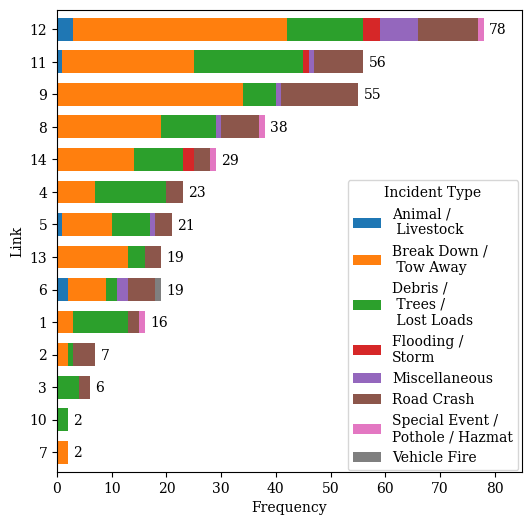 12
78
11
56
9
55
8
38
14
29
4
23
5
21
13
19
6
19
1
16
2
7
3
6
10
2
7
2
Link
0 10 20 30 40 50 60 70 80
Frequency
Incident Type
Animal /
Livestock
Break Down /
Tow Away
Debris /
Trees /
Lost Loads
Flooding /
Storm
Miscellaneous
Road Crash
Special Event /
Pothole / Hazmat
Vehicle Fire